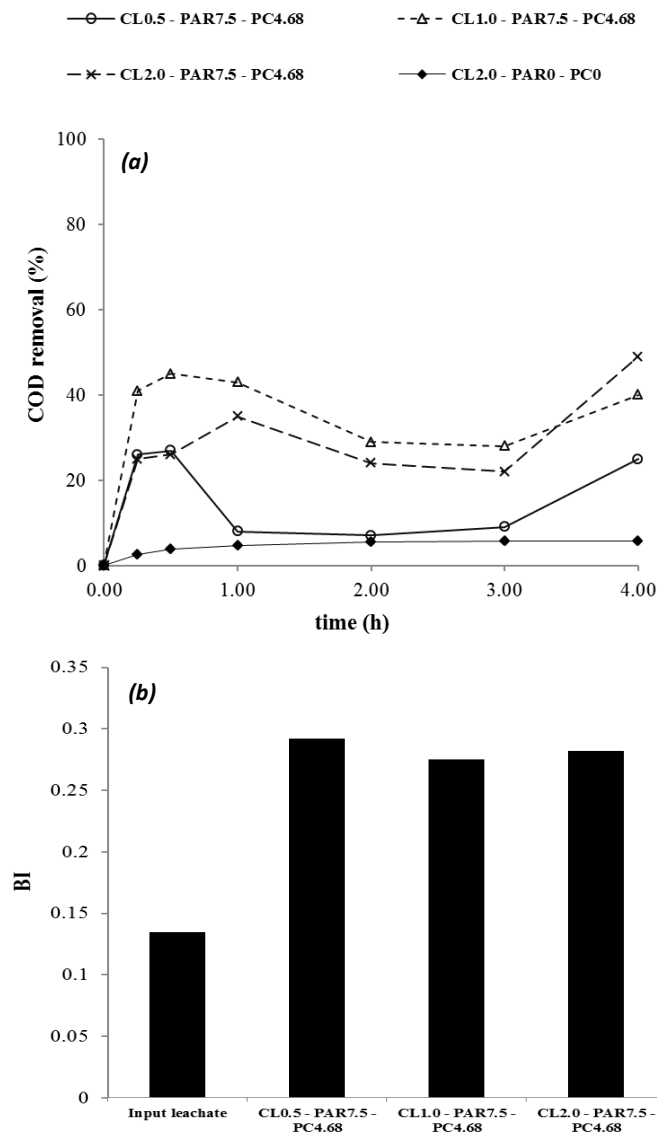 CL0.5 - PAR7.5 - PC4.68
CL1.0 - PAR7.5 - PC4.68
CL2.0 - PAR7.5 - PC4.68
CL2.0 - PAR0 - PC0
(a)
COD removal (%)
100
80
60
40
20
0
0.00 1.00 2.00 3.00 4.00
time (h)
(b)
BI
0.35
0.3
0.25
0.2
0.15
0.1
0.05
0
Input leachate
CL0.5 - PAR7.5 -
PC4.68
CL1.0 - PAR7.5 -
PC4.68
CL2.0 - PAR7.5 -
PC4.68